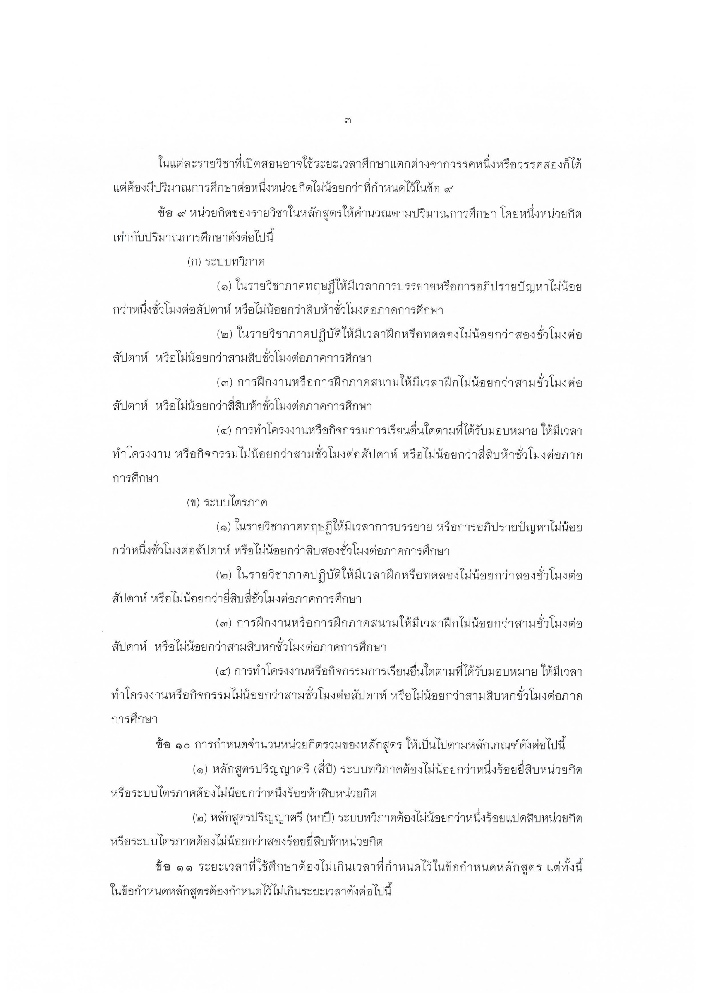 ๓
ในแต่ละรายวิชาที่เปิดสอนอาจใช้ระยะเวลาศึกษาแตกต่างจากวรรคหนึ่งหรือวรรคสองก็ได้
แต่ต้องมีปริมาณการศึกษาต่อหนึ่งหน่วยกิตไม่น้อยกว่าที่กำหนดไว้ในข้อ ๙
ข้อ ๙ หน่วยกิตของรายวิชาในหลักสูตรให้คำนวณตามปริมาณการศึกษา โดยหนึ่งหน่วยกิต
เท่ากับปริมาณการศึกษาดังต่อไปนี้
(ก) ระบบทวิภาค
(๑) ในรายวิชาภาคทฤษฎีให้มีเวลาการบรรยายหรือการอภิปรายปัญหาไม่น้อย
กว่าหนึ่งชั่วโมงต่อสัปดาห์ หรือไม่น้อยกว่าสิบห้าชั่วโมงต่อภาคการศึกษา
(๒) ในรายวิชาภาคปฏิบัติให้มีเวลาฝึกหรือทดลองไม่น้อยกว่าสองชั่วโมงต่อ
สัปดาห์ หรือไม่น้อยกว่าสามสิบชั่วโมงต่อภาคการศึกษา
(๓) การฝึกงานหรือการฝึกภาคสนามให้มีเวลาฝึกไม่น้อยกว่าสามชั่วโมงต่อ
สัปดาห์ หรือไม่น้อยกว่าสี่สิบห้าชั่วโมงต่อภาคการศึกษา
(๔) การทำโครงงานหรือกิจกรรมการเรียนอื่นใดตามที่ได้รับมอบหมาย ให้มีเวลา
ทำโครงงาน หรือกิจกรรมไม่น้อยกว่าสามชั่วโมงต่อสัปดาห์ หรือไม่น้อยกว่าสี่สิบห้าชั่วโมงต่อภาค
การศึกษา
(ข) ระบบไตรภาค
(๑) ในรายวิชาภาคทฤษฎีให้มีเวลาการบรรยาย หรือการอภิปรายปัญหาไม่น้อย
กว่าหนึ่งชั่วโมงต่อสัปดาห์ หรือไม่น้อยกว่าสิบสองชั่วโมงต่อภาคการศึกษา
(๒) ในรายวิชาภาคปฏิบัติให้มีเวลาฝึกหรือทดลองไม่น้อยกว่าสองชั่วโมงต่อ
สัปดาห์ หรือไม่น้อยกว่ายี่สิบสี่ชั่วโมงต่อภาคการศึกษา
(๓) การฝึกงานหรือการฝึกภาคสนามให้มีเวลาฝึกไม่น้อยกว่าสามชั่วโมงต่อ
สัปดาห์ หรือไม่น้อยกว่าสามสิบหกชั่วโมงต่อภาคการศึกษา
(๔) การทำโครงงานหรือกิจกรรมการเรียนอื่นใดตามที่ได้รับมอบหมาย ให้มีเวลา
ทำโครงงานหรือกิจกรรมไม่น้อยกว่าสามชั่วโมงต่อสัปดาห์ หรือไม่น้อยกว่าสามสิบหกชั่วโมงต่อภาค
การศึกษา
ข้อ ๑๐ การกำหนดจำนวนหน่วยกิตรวมของหลักสูตร ให้เป็นไปตามหลักเกณฑ์ดังต่อไปนี้
(๑) หลักสูตรปริญญาตรี (สี่ปี) ระบบทวิภาคต้องไม่น้อยกว่าหนึ่งร้อยยี่สิบหน่วยกิต
หรือระบบไตรภาคต้องไม่น้อยกว่าหนึ่งร้อยห้าสิบหน่วยกิต
(๒) หลักสูตรปริญญาตรี (หกปี) ระบบทวิภาคต้องไม่น้อยกว่าหนึ่งร้อยแปดสิบหน่วยกิต
หรือระบบไตรภาคต้องไม่น้อยกว่าสองร้อยยี่สิบห้าหน่วยกิต
ข้อ ๑๑ ระยะเวลาที่ใช้ศึกษาต้องไม่เกินเวลาที่กำหนดไว้ในข้อกำหนดหลักสูตร แต่ทั้งนี้
ในข้อกำหนดหลักสูตรต้องกำหนดไว้ไม่เกินระยะเวลาดังต่อไปนี้